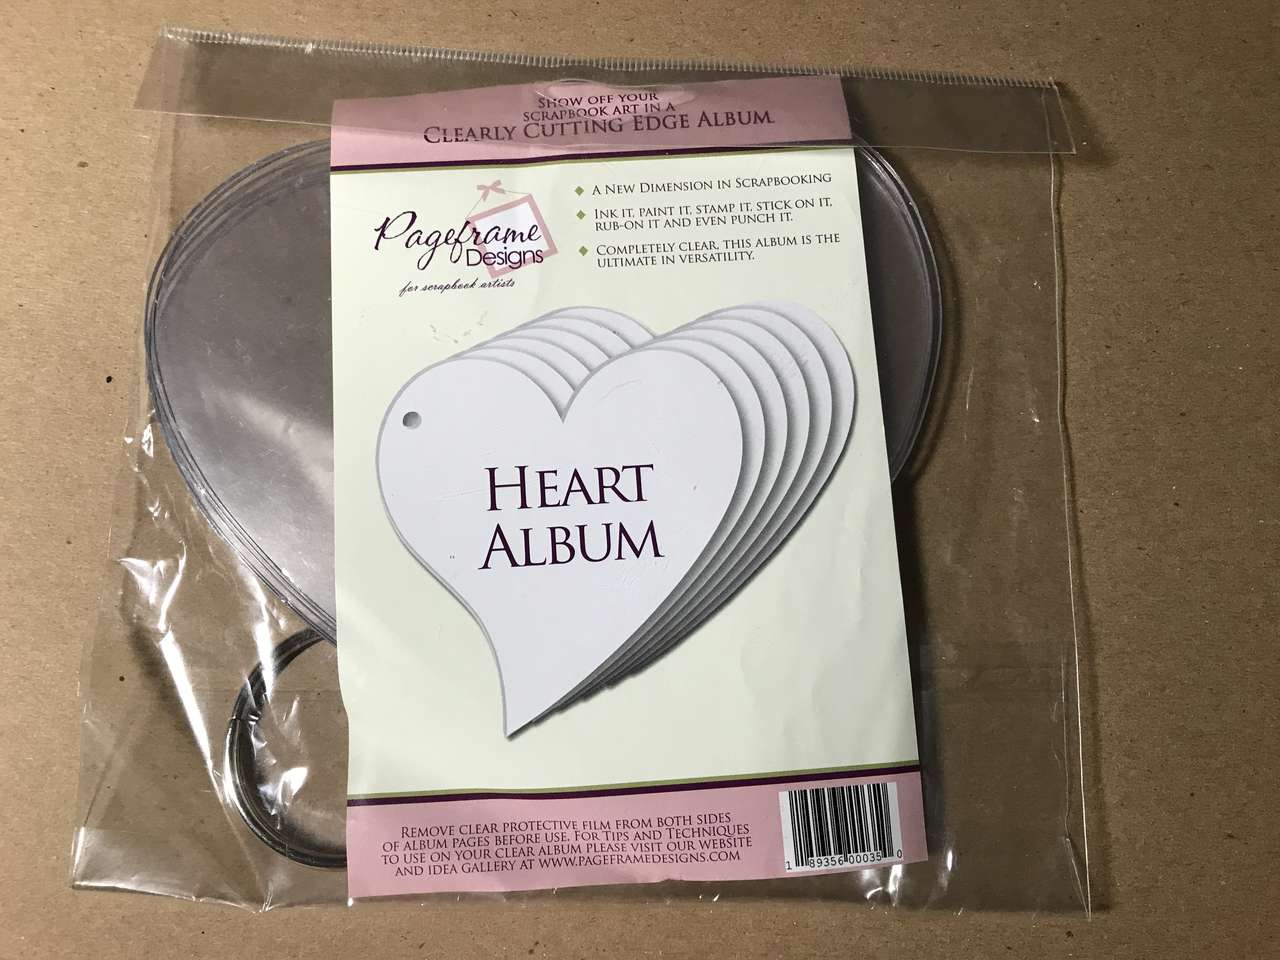 Show off your
scrapbook art in a
Clearly Cutting Edge Album.
Pageframe
Designs
for scrapbook artists
A New Dimension in Scrapbooking
Ink it, paint it, stamp it, stick on it,
rub-on it and even punch it.
Completely clear, this album is the
ultimate in versatility.
Heart
Album
Remove clear protective film from both sides
of album pages before use. For Tips and Techniques
to use on your clear album please visit our website
and idea gallery at www.pageframedesigns.com
1 89356 00035 0